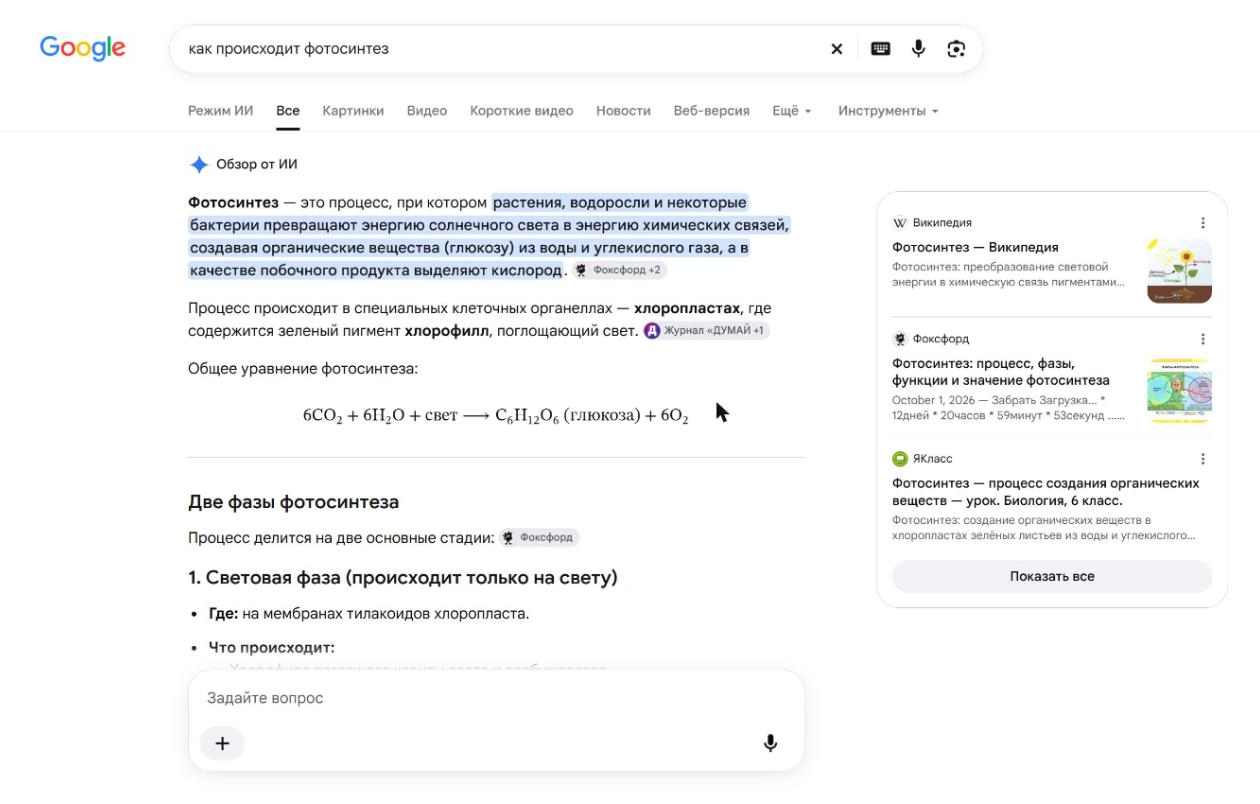 Google
как происходит фотосинтез
Режим ИИ Все Картинки Видео Короткие видео Новости Веб-версия Ещё Инструменты
Обзор от ИИ
Фотосинтез — это процесс, при котором растения, водоросли и некоторые
бактерии превращают энергию солнечного света в энергию химических связей,
создавая органические вещества (глюкозу) из воды и углекислого газа, а в
качестве побочного продукта выделяют кислород. Фоксфорд +2
Процесс происходит в специальных клеточных органеллах — хлоропластах, где
содержится зеленый пигмент хлорофилл, поглощающий свет. Журнал «ДУМАЙ +1
Общее уравнение фотосинтеза:
6CO₂ + 6H₂O + свет ⟶ C₆H₁₂O₆ (глюкоза) + 6O₂
Две фазы фотосинтеза
Процесс делится на две основные стадии: Фоксфорд
1. Световая фаза (происходит только на свету)
• Где: на мембранах тилакоидов хлоропласта.
• Что происходит:
Задайте вопрос
W Википедия
Фотосинтез — Википедия
Фотосинтез: преобразование световой
энергии в химическую связь пигментами...
Фоксфорд
Фотосинтез: процесс, фазы,
функции и значение фотосинтеза
October 1, 2026 — Забрать Загрузка... *
12дней * 20часов * 59минут * 53секунд ......
ЯКласс
Фотосинтез — процесс создания органических
веществ — урок. Биология, 6 класс.
Фотосинтез: создание органических веществ в
хлоропластах зелёных листьев из воды и углекислого...
Показать все